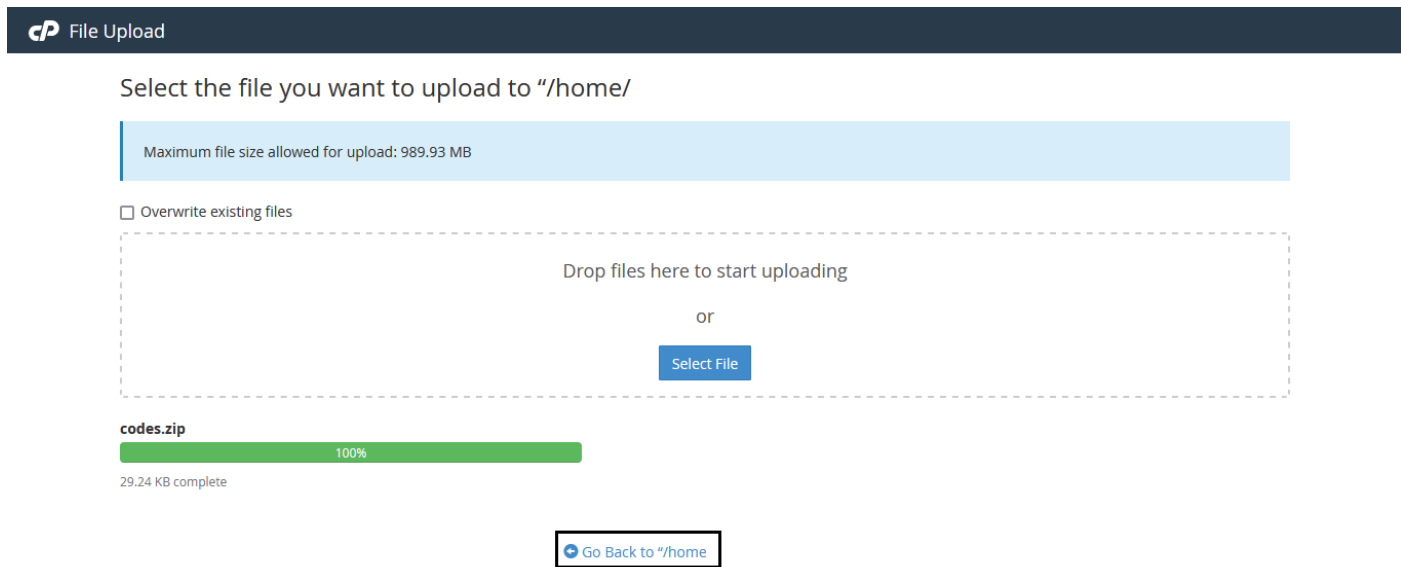 cP File Upload
Select the file you want to upload to “/home/
Maximum file size allowed for upload: 989.93 MB
Overwrite existing files
Drop files here to start uploading
or
Select File
codes.zip
100%
29.24 KB complete
Go Back to “/home